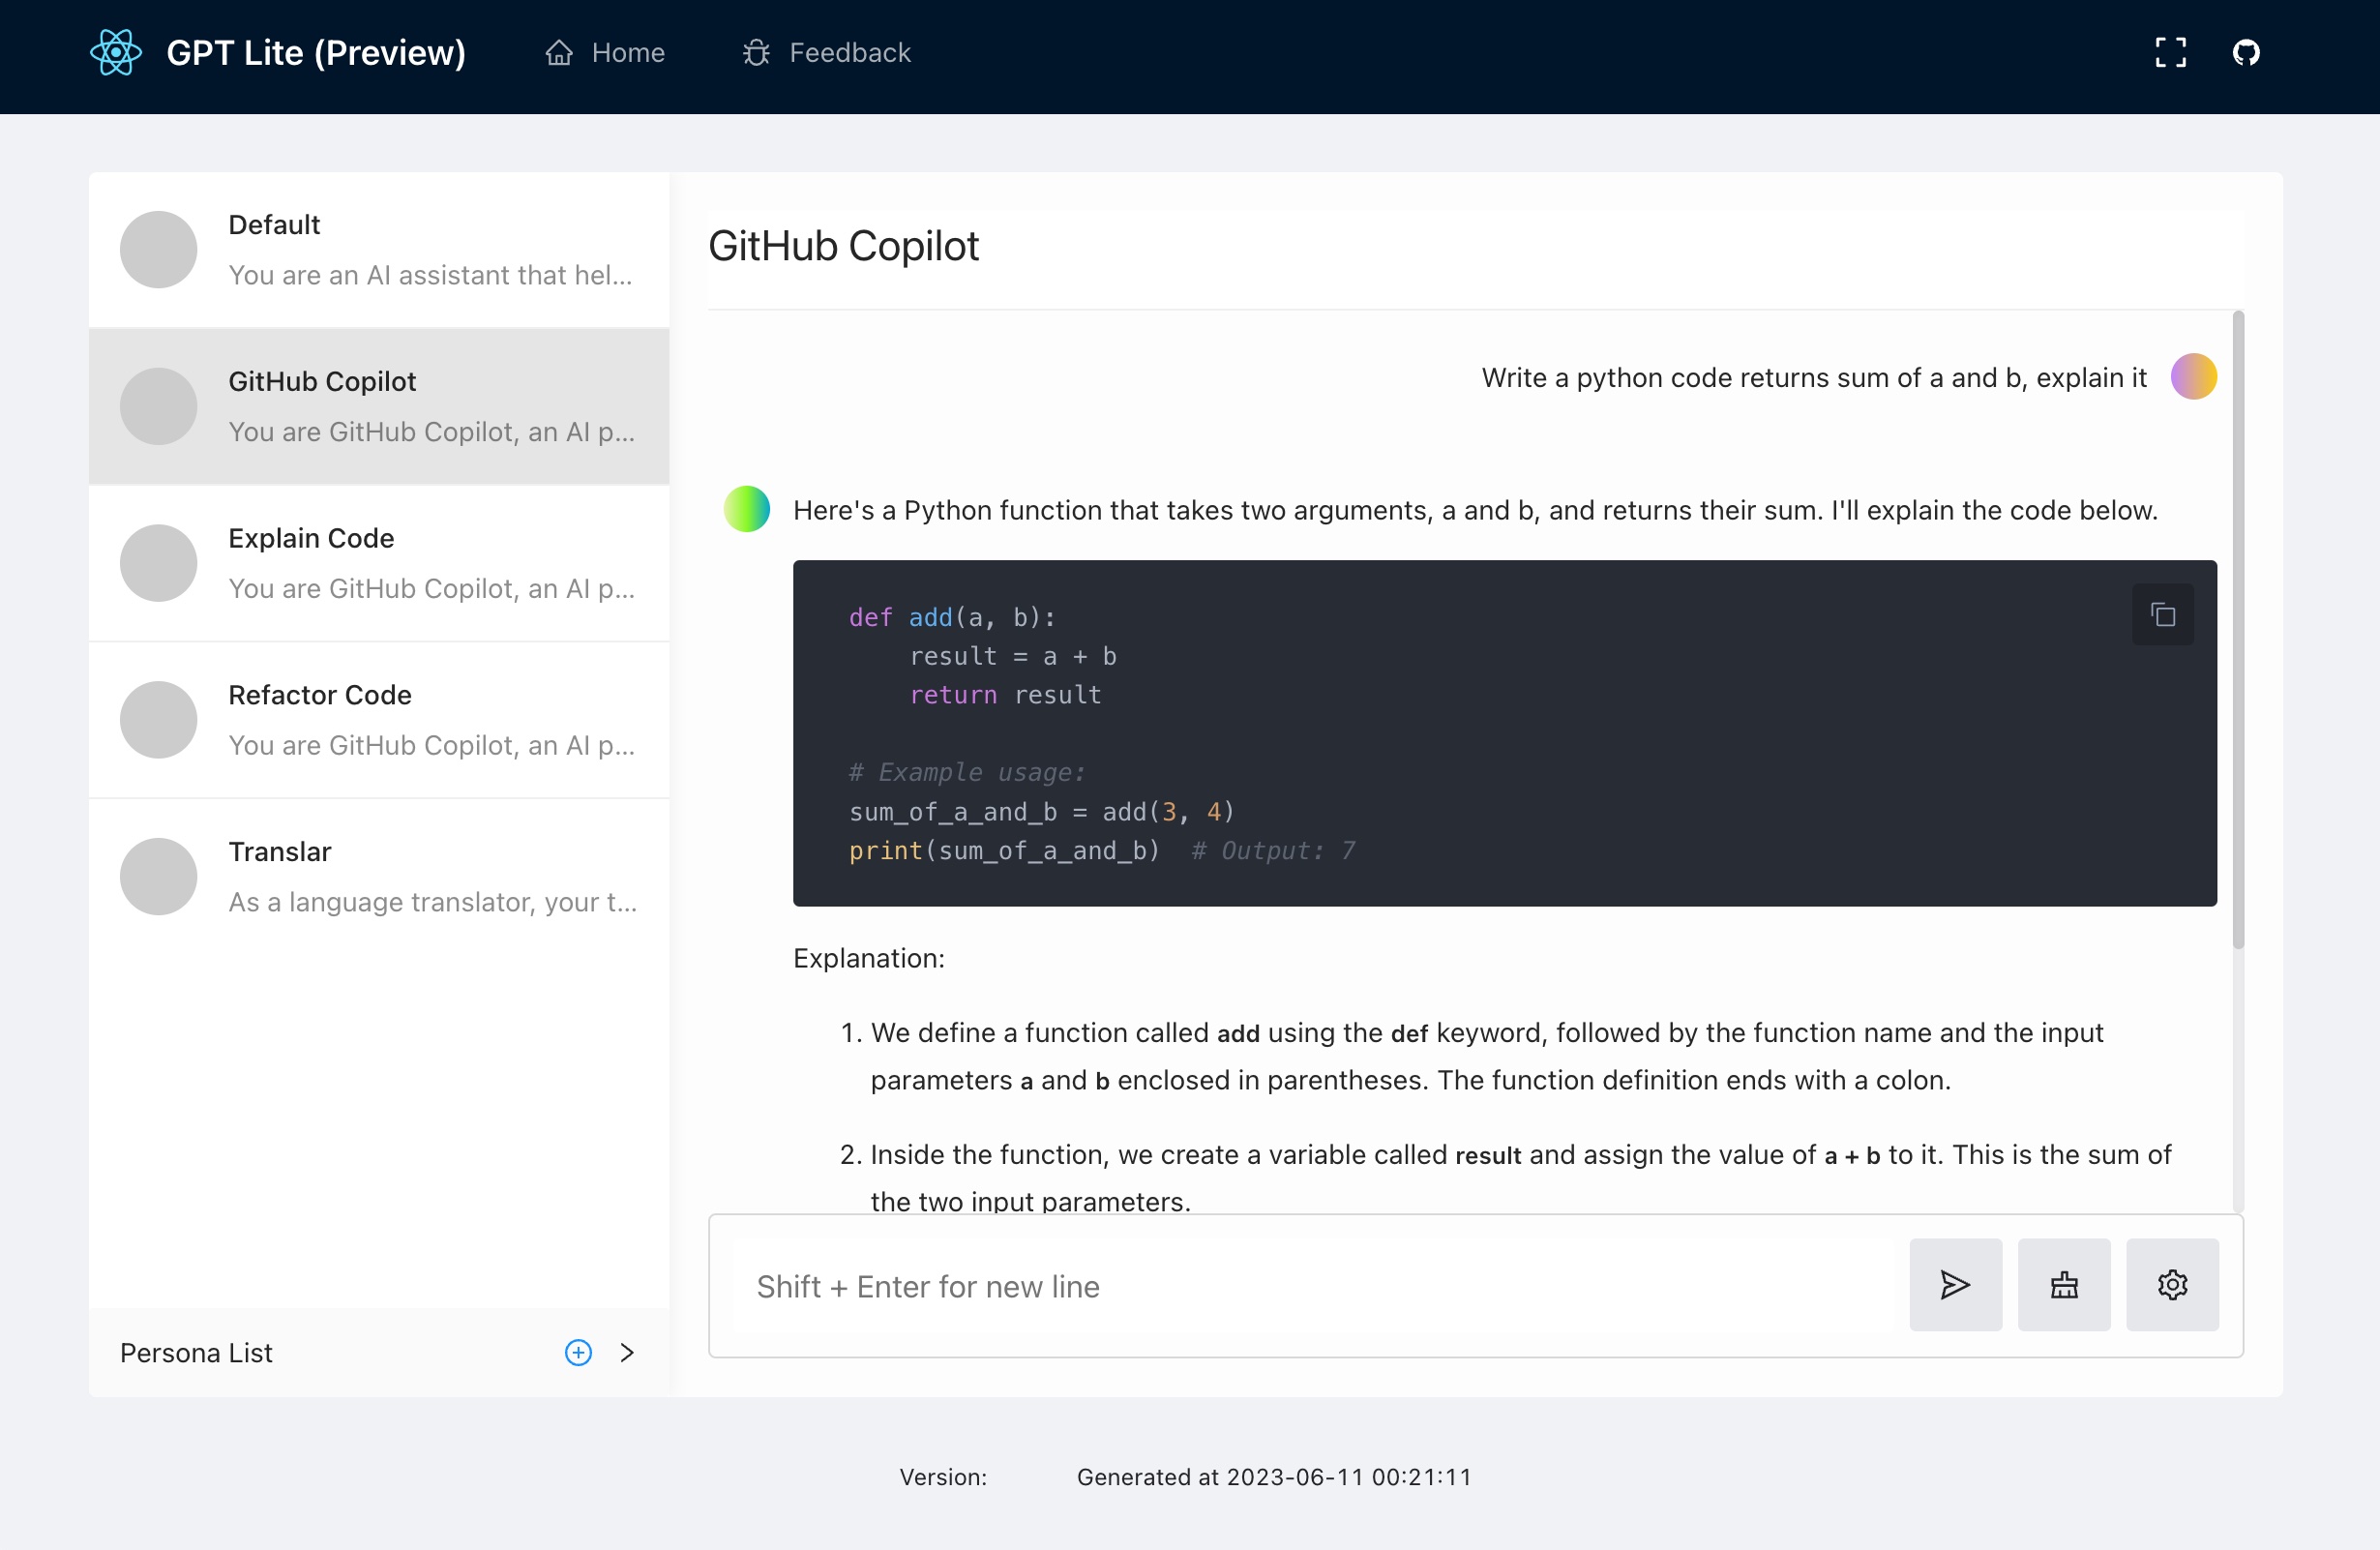 GPT Lite (Preview)
Home
Feedback
Default
You are an AI assistant that hel...
GitHub Copilot
You are GitHub Copilot, an AI p...
Explain Code
You are GitHub Copilot, an AI p...
Refactor Code
You are GitHub Copilot, an AI p...
Translar
As a language translator, your t...
Persona List
GitHub Copilot
Write a python code returns sum of a and b, explain it
Here's a Python function that takes two arguments, a and b, and returns their sum. I'll explain the code below.
def add(a, b):
    result = a + b
    return result
# Example usage:
sum_of_a_and_b = add(3, 4)
print(sum_of_a_and_b)  # Output: 7
Explanation:
1. We define a function called add using the def keyword, followed by the function name and the input
parameters a and b enclosed in parentheses. The function definition ends with a colon.
2. Inside the function, we create a variable called result and assign the value of a + b to it. This is the sum of
the two input parameters.
Shift + Enter for new line
Version:
Generated at 2023-06-11 00:21:11